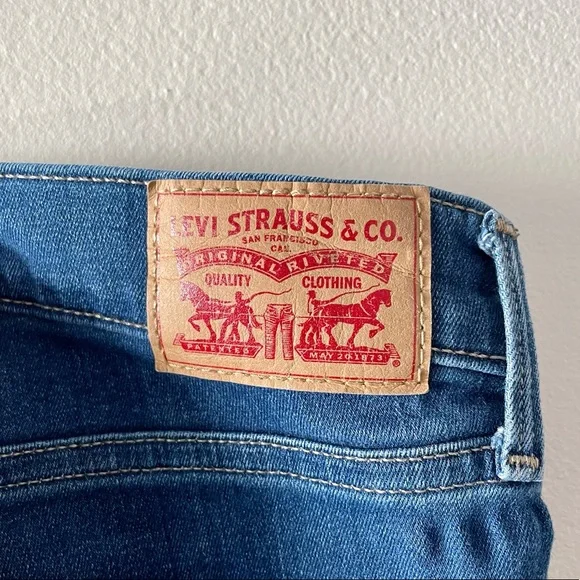 LEVI STRAUSS & CO.
SAN FRANCISCO
CAL.
ORIGINAL RIVETED
QUALITY CLOTHING
PATENTED MAY 20 1873
®